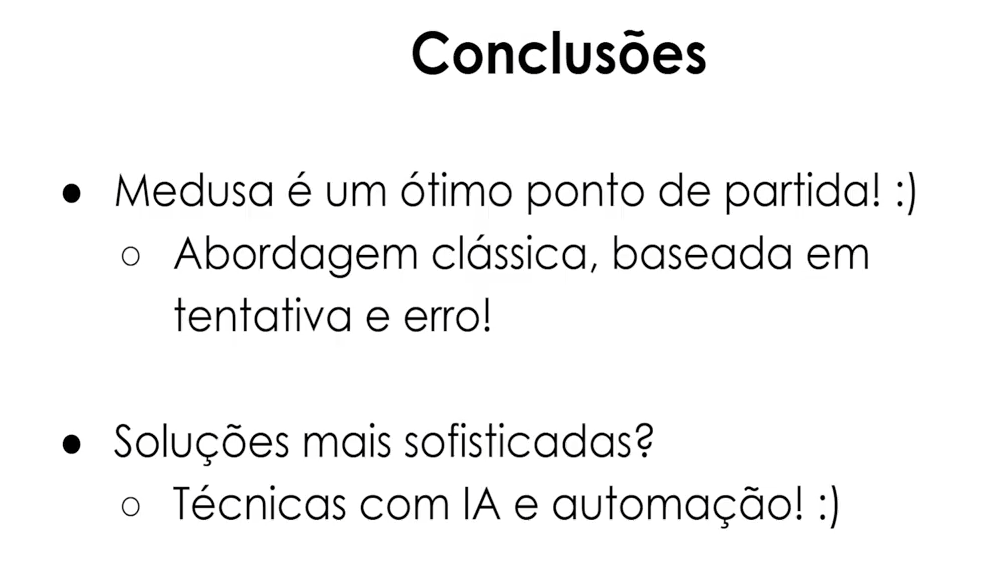 Conclusões
● Medusa é um ótimo ponto de partida! :)
○ Abordagem clássica, baseada em
tentativa e erro!
● Soluções mais sofisticadas?
○ Técnicas com IA e automação! :)